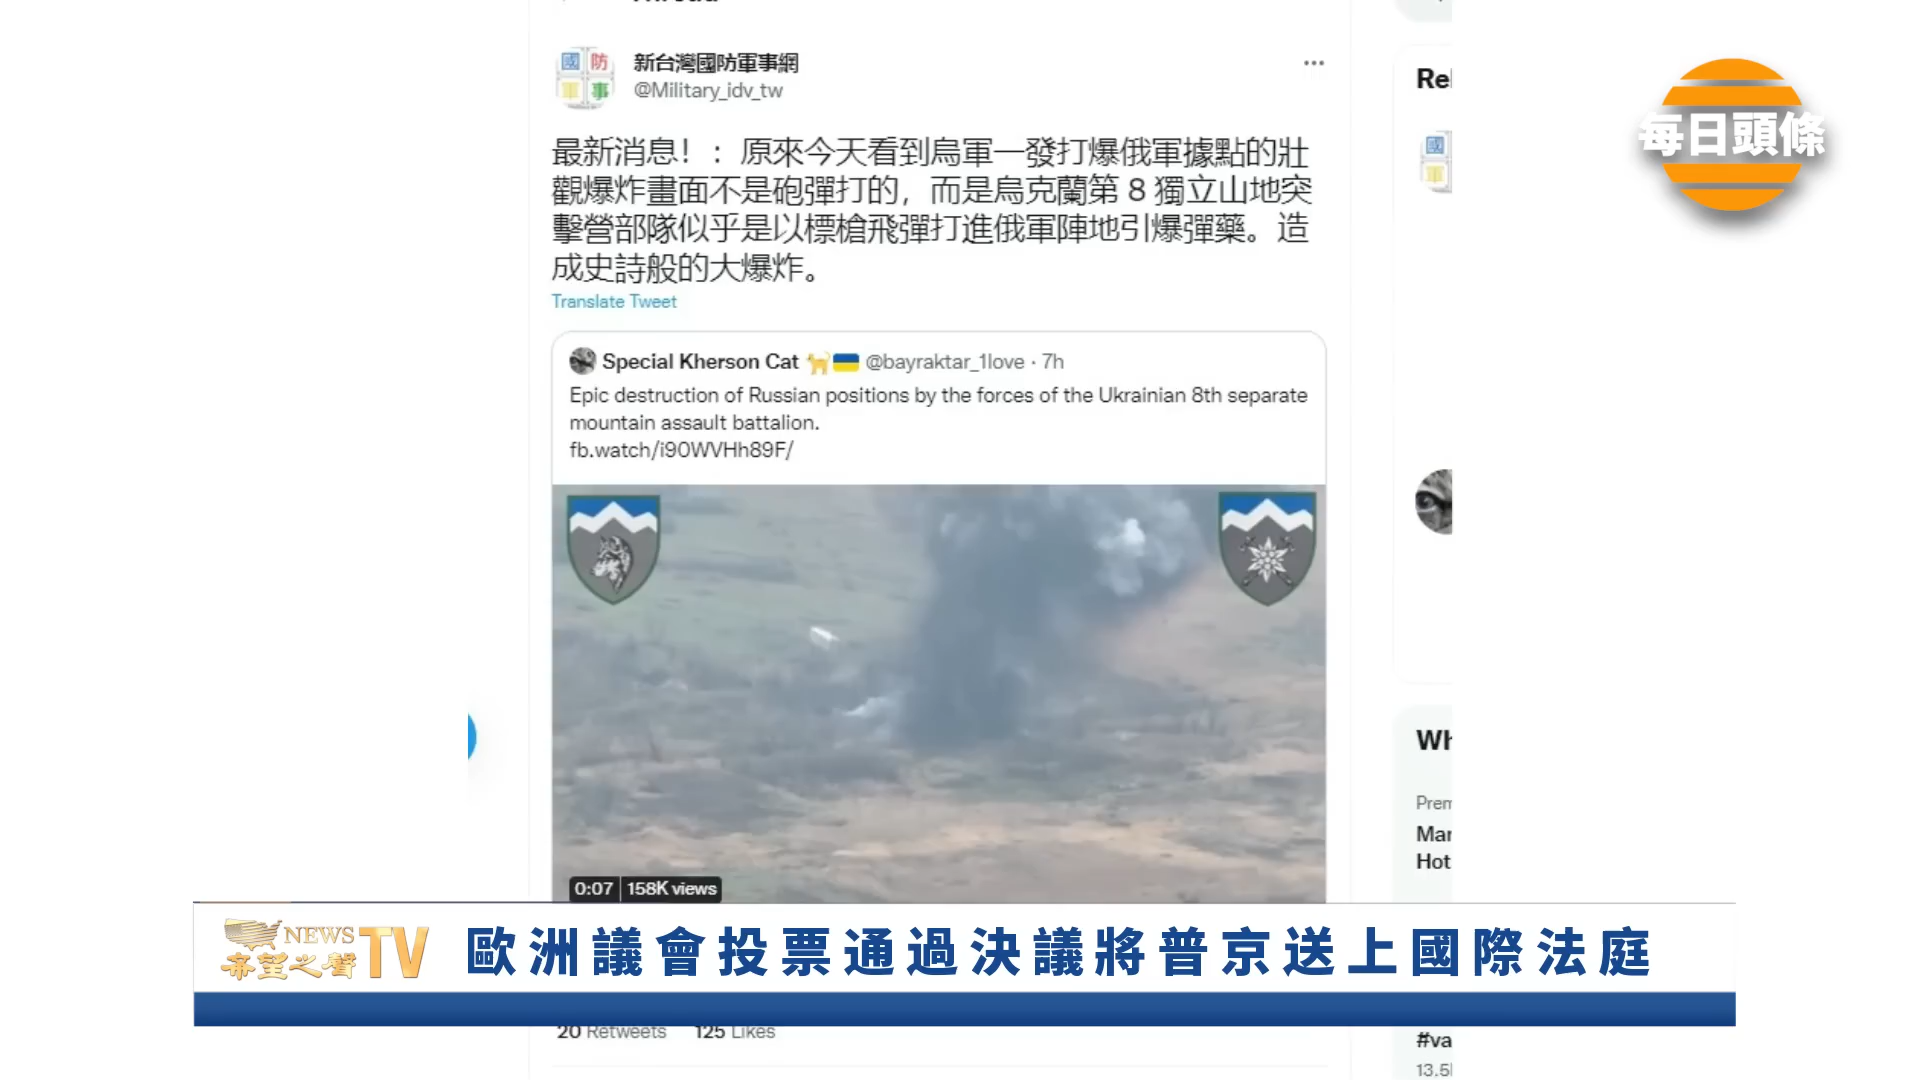 新台灣國防軍事網
@Military_idv_tw
國防
軍事
最新消息！：原來今天看到烏軍一發打爆俄軍據點的壯
觀爆炸畫面不是砲彈打的，而是烏克蘭第 8 獨立山地突
擊營部隊似乎是以標槍飛彈打進俄軍陣地引爆彈藥。造
成史詩般的大爆炸。
Translate Tweet
Special Kherson Cat @bayraktar_1love · 7h
Epic destruction of Russian positions by the forces of the Ukrainian 8th separate
mountain assault battalion.
fb.watch/i90WVHh89F/
0:07 158K views
NEWS
希望之聲 TV
歐洲議會投票通過決議將普京送上國際法庭
20 Retweets 125 Likes
每日頭條
國
軍
Prem
Mar
Hot
#va
13.5